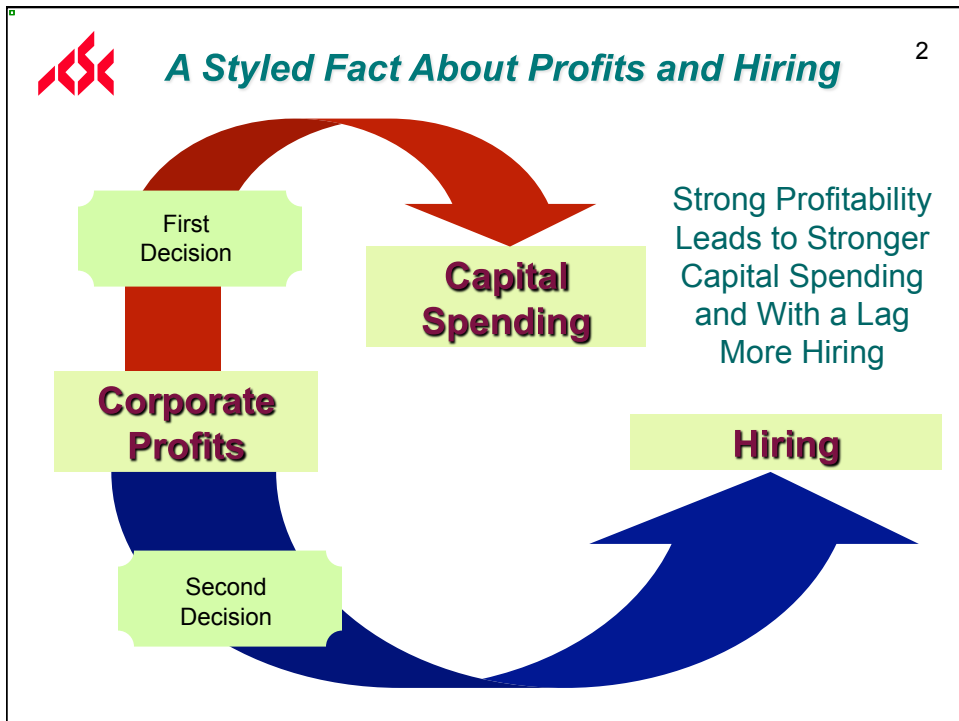 A Styled Fact About Profits and Hiring
2
First
Decision
Capital
Spending
Strong Profitability
Leads to Stronger
Capital Spending
and With a Lag
More Hiring
Corporate
Profits
Hiring
Second
Decision